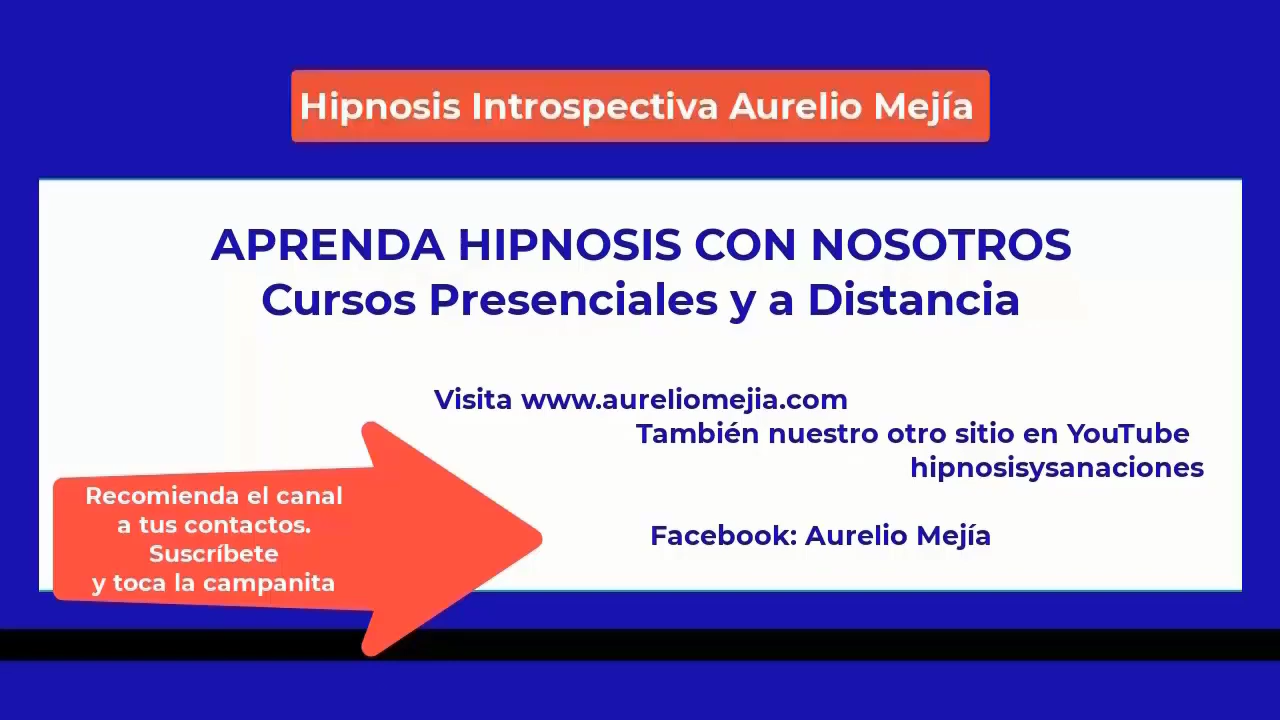 Hipnosis Introspectiva Aurelio Mejía
APRENDA HIPNOSIS CON NOSOTROS
Cursos Presenciales y a Distancia
Visita www.aureliomejia.com
También nuestro otro sitio en YouTube
hipnosisysanaciones
Facebook: Aurelio Mejía
Recomienda el canal
a tus contactos.
Suscríbete
y toca la campanita